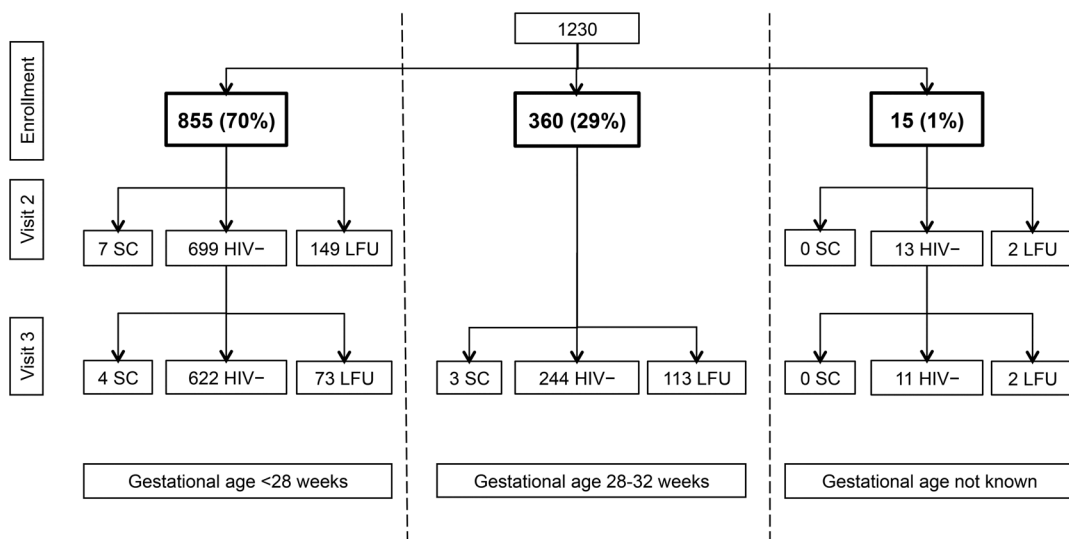 1230
Enrollment
855 (70%)
360 (29%)
15 (1%)
Visit 2
7 SC
699 HIV−
149 LFU
0 SC
13 HIV−
2 LFU
Visit 3
4 SC
622 HIV−
73 LFU
3 SC
244 HIV−
113 LFU
0 SC
11 HIV−
2 LFU
Gestational age <28 weeks
Gestational age 28-32 weeks
Gestational age not known